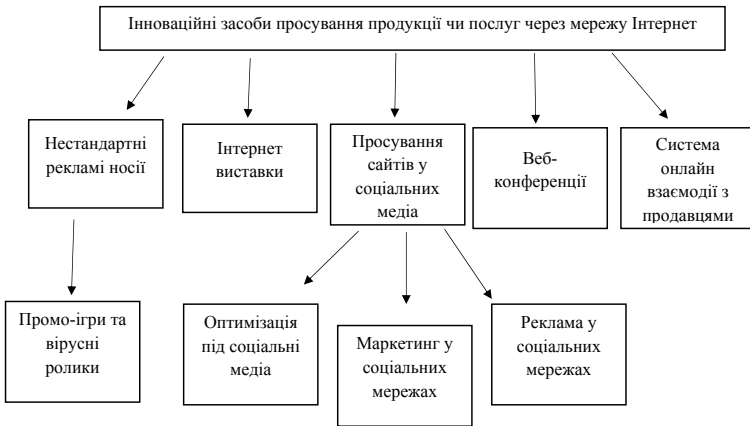 Інноваційні засоби просування продукції чи послуг через мережу Інтернет
Нестандартні
рекламі носії
Інтернет
виставки
Просування
сайтів у
соціальних
медіа
Веб-
конференції
Система
онлайн
взаємодії з
продавцями
Промо-ігри та
вірусні
ролики
Оптимізація
під соціальні
медіа
Маркетинг у
соціальних
мережах
Реклама у
соціальних
мережах